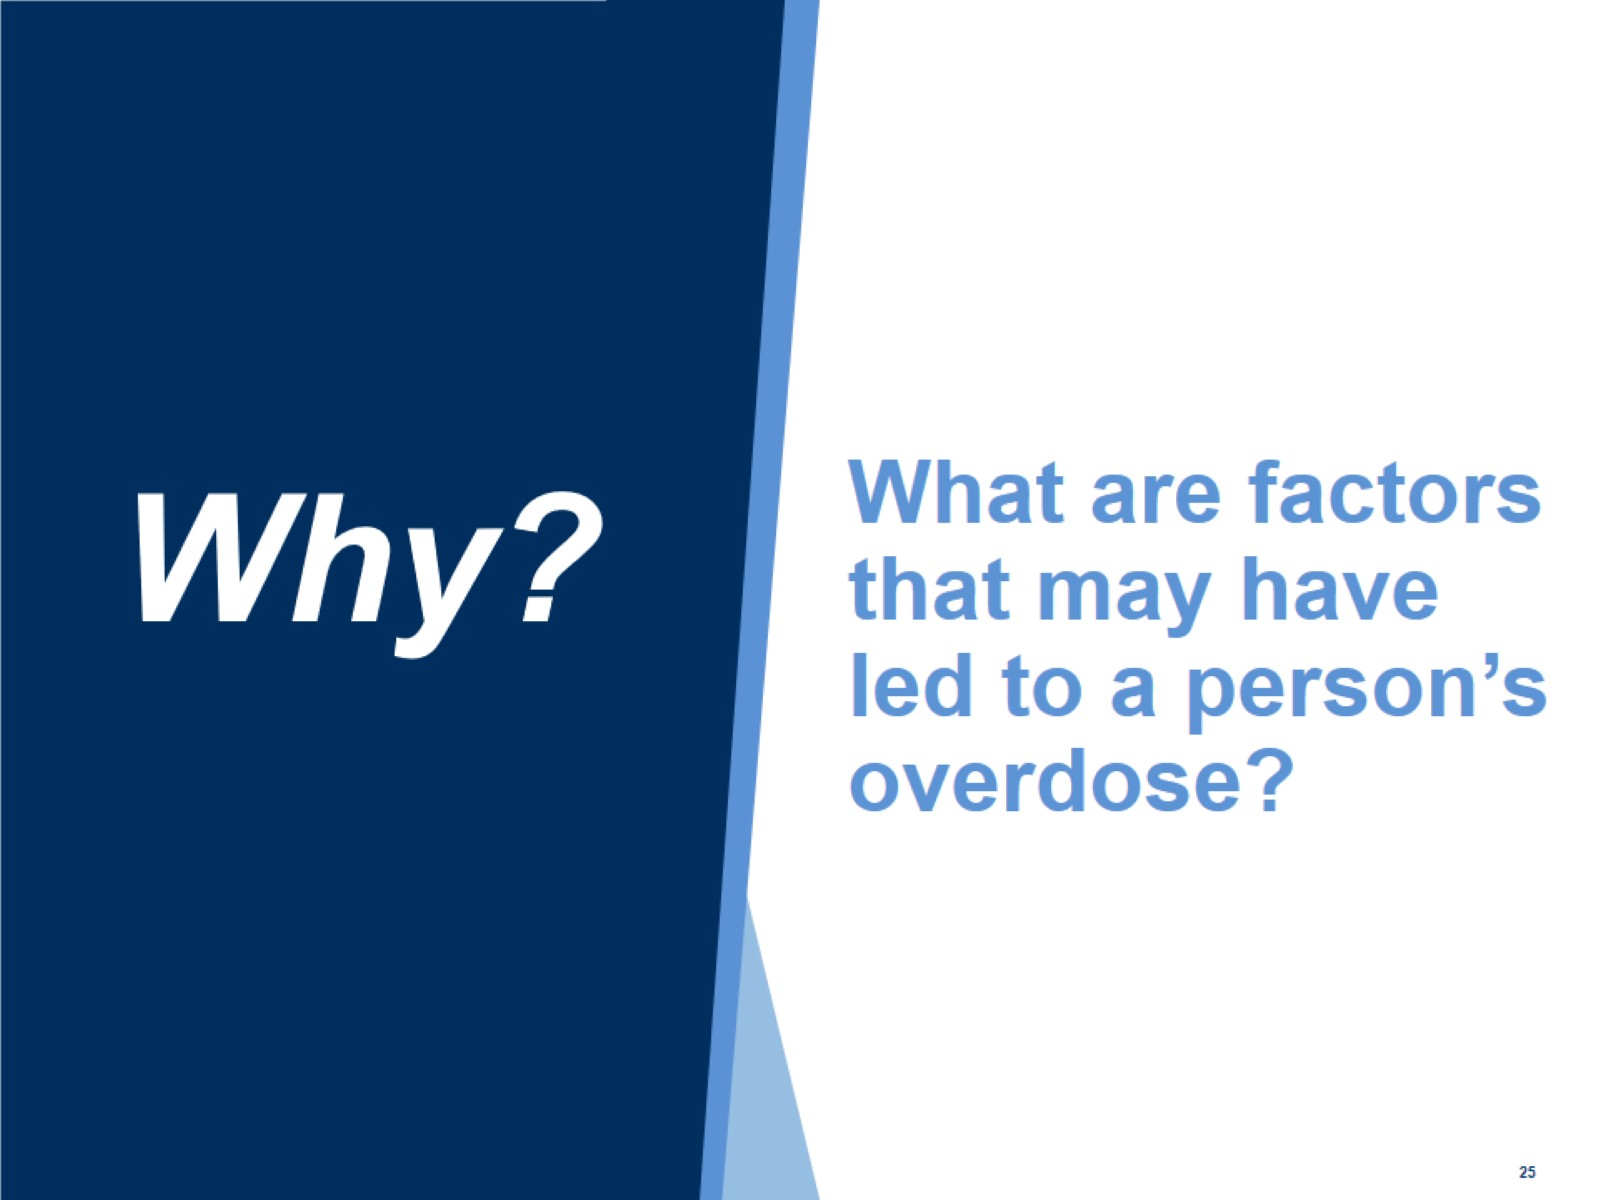 Why?
What are factors
that may have
led to a person’s
overdose?
25